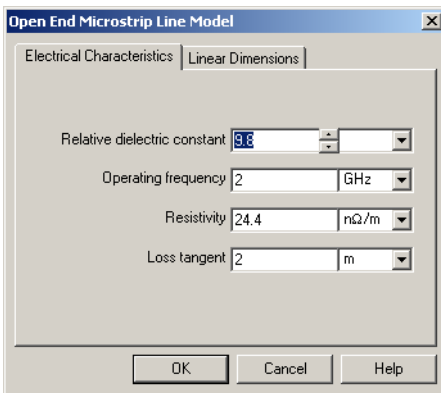 Open End Microstrip Line Model
Electrical Characteristics Linear Dimensions
Relative dielectric constant 9.8
Operating frequency 2 GHz
Resistivity 24.4 nΩ/m
Loss tangent 2 m
OK Cancel Help